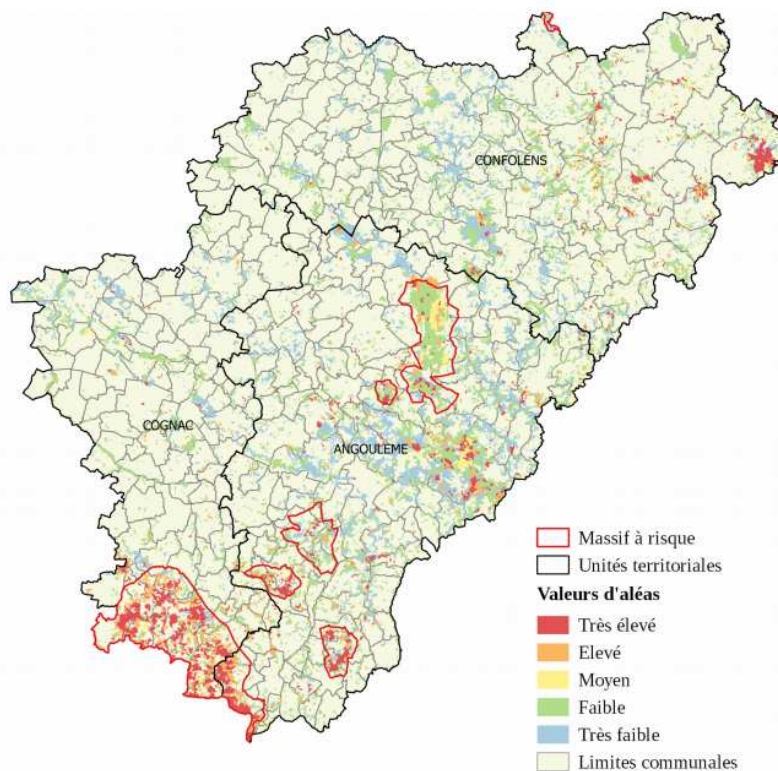 CONFOLENS
COGNAC
ANGOULEME
Massif à risque
Unités territoriales
Valeurs d'aléas
Très élevé
Elevé
Moyen
Faible
Très faible
Limites communales